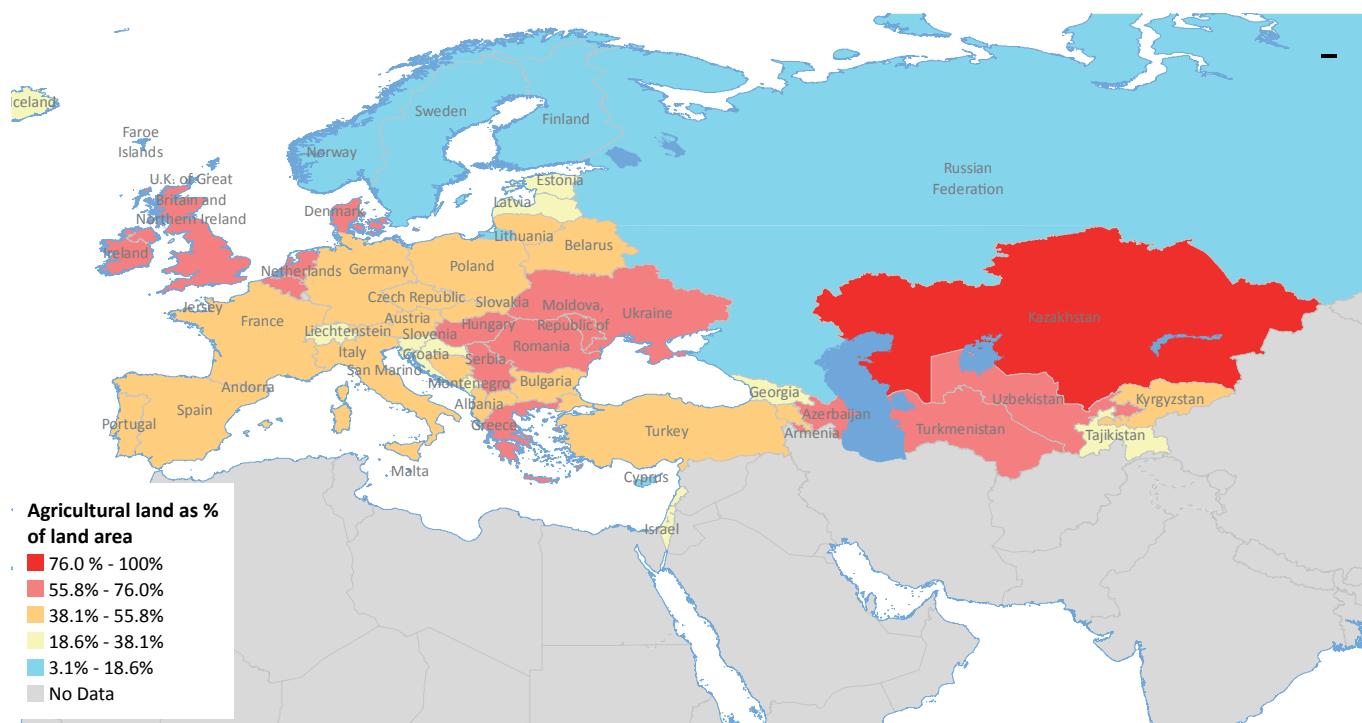 Iceland
Faroe
Islands
Sweden
Finland
Norway
Russian
Federation
U.K. of Great
Britain and
Northern Ireland
Estonia
Latvia
Denmark
Lithuania
Belarus
Ireland
Netherlands
Germany
Poland
Jersey
Czech Republic
Slovakia
Moldova,
Republic of
Ukraine
Kazakhstan
France
Austria
Liechtenstein
Slovenia
Hungary
Romania
Italy
Croatia
Serbia
San Marino
Andorra
Montenegro
Bulgaria
Georgia
Uzbekistan
Kyrgyzstan
Portugal
Spain
Albania
Greece
Turkey
Azerbaijan
Armenia
Turkmenistan
Tajikistan
Malta
Cyprus
Israel
Agricultural land as %
of land area
76.0 % - 100%
55.8% - 76.0%
38.1% - 55.8%
18.6% - 38.1%
3.1% - 18.6%
No Data